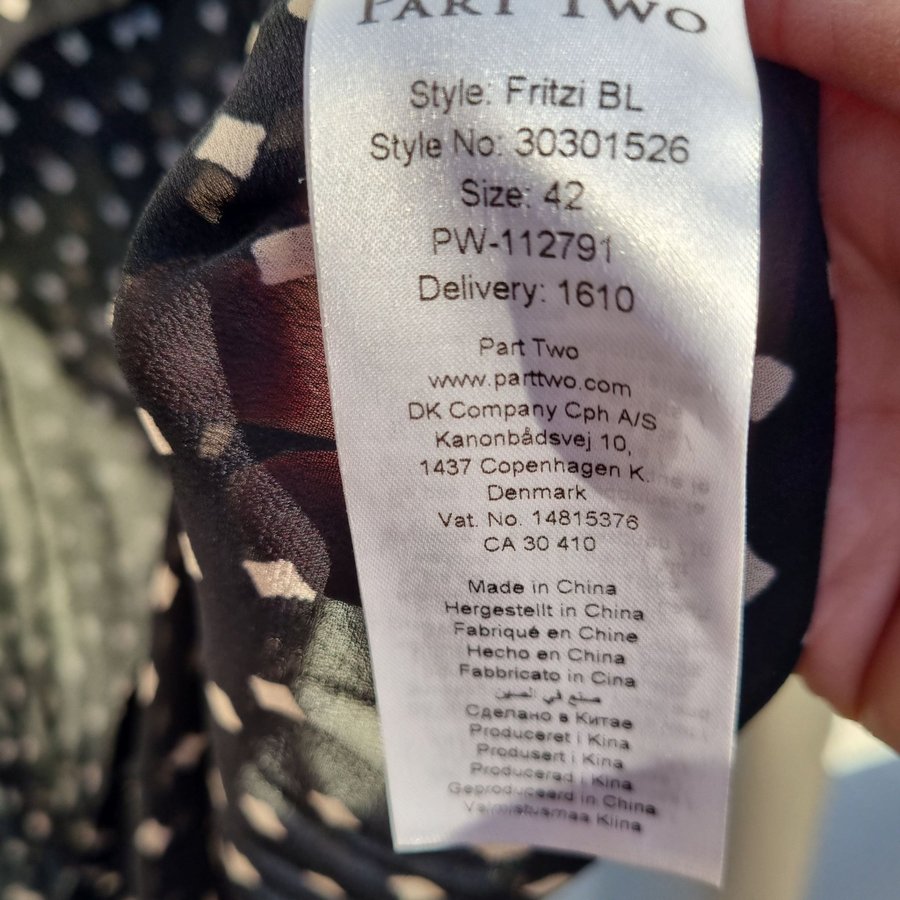 PART TWO
Style: Fritzi BL
Style No: 30301526
Size: 42
PW-112791
Delivery: 1610
Part Two
www.parttwo.com
DK Company Cph A/S
Kanonbådsvej 10,
1437 Copenhagen K.
Denmark
Vat. No. 14815376
CA 30 410
Made in China
Hergestellt in China
Fabriqué en Chine
Hecho en China
Fabbricato in Cina
صنع في الصين
Сделано в Китае
Produceret i Kina
Produsert i Kina
Producerad i Kina
Geproduceerd in China
Valmistusmaa Kiina